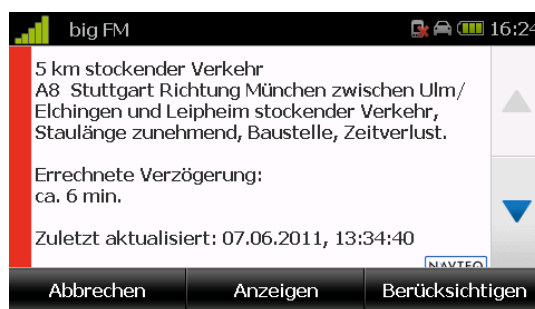 big FM 16:24
5 km stockender Verkehr
A8 Stuttgart Richtung München zwischen Ulm/
Elchingen und Leipheim stockender Verkehr,
Staulänge zunehmend, Baustelle, Zeitverlust.
Errechnete Verzögerung:
ca. 6 min.
Zuletzt aktualisiert: 07.06.2011, 13:34:40
NAVTEQ
Abbrechen Anzeigen Berücksichtigen